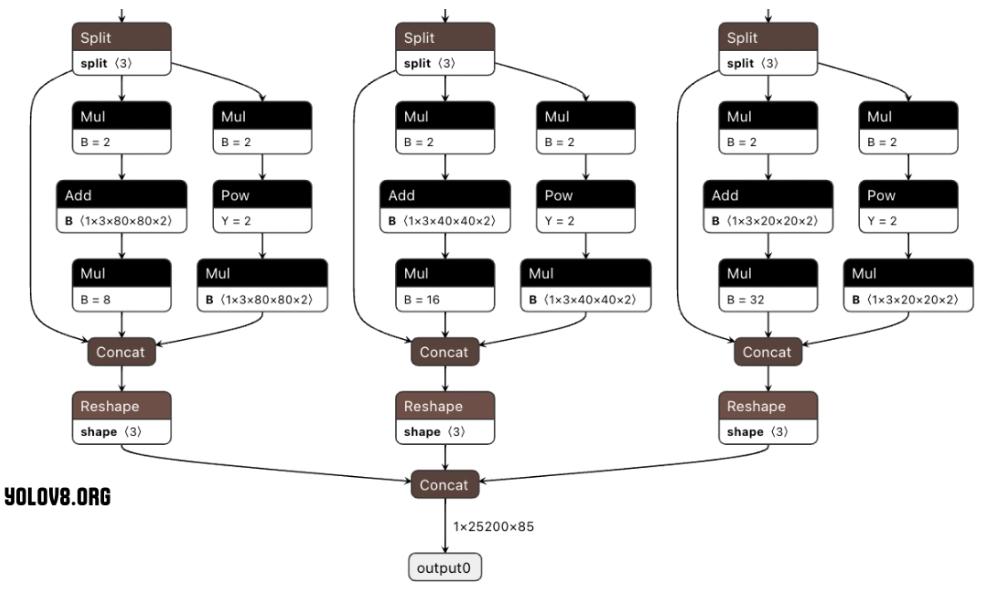 Split Split Split
split ⟨3⟩ split ⟨3⟩ split ⟨3⟩
Mul Mul Mul Mul Mul Mul
B = 2 B = 2 B = 2 B = 2 B = 2 B = 2
Add Pow Add Pow Add Pow
B ⟨1×3×80×80×2⟩ Y = 2 B ⟨1×3×40×40×2⟩ Y = 2 B ⟨1×3×20×20×2⟩ Y = 2
Mul Mul Mul Mul Mul Mul
B = 8 B ⟨1×3×80×80×2⟩ B = 16 B ⟨1×3×40×40×2⟩ B = 32 B ⟨1×3×20×20×2⟩
Concat Concat Concat
Reshape Reshape Reshape
shape ⟨3⟩ shape ⟨3⟩ shape ⟨3⟩
Concat
YOLOV8.ORG
1×25200×85
output0